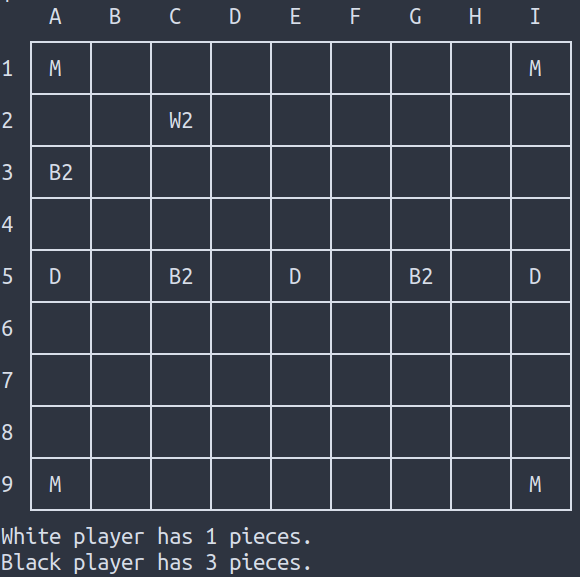 A B C D E F G H I
1 M M
2 W2
3 B2
4
5 D B2 D B2 D
6
7
8
9 M M
White player has 1 pieces.
Black player has 3 pieces.